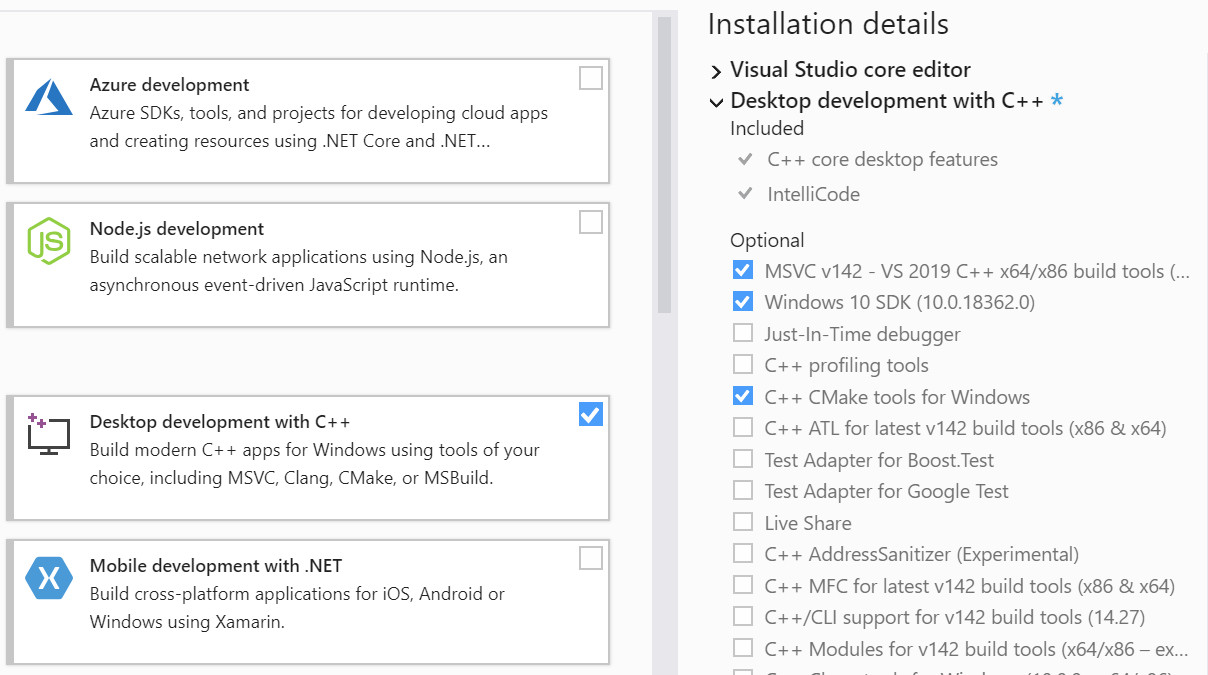 Azure development
Azure SDKs, tools, and projects for developing cloud apps
and creating resources using .NET Core and .NET...
Node.js development
Build scalable network applications using Node.js, an
asynchronous event-driven JavaScript runtime.
Desktop development with C++
Build modern C++ apps for Windows using tools of your
choice, including MSVC, Clang, CMake, or MSBuild.
Mobile development with .NET
Build cross-platform applications for iOS, Android or
Windows using Xamarin.
Installation details
Visual Studio core editor
Desktop development with C++ *
Included
C++ core desktop features
IntelliCode
Optional
MSVC v142 - VS 2019 C++ x64/x86 build tools (...
Windows 10 SDK (10.0.18362.0)
Just-In-Time debugger
C++ profiling tools
C++ CMake tools for Windows
C++ ATL for latest v142 build tools (x86 & x64)
Test Adapter for Boost.Test
Test Adapter for Google Test
Live Share
C++ AddressSanitizer (Experimental)
C++ MFC for latest v142 build tools (x86 & x64)
C++/CLI support for v142 build tools (14.27)
C++ Modules for v142 build tools (x64/x86 – ex...